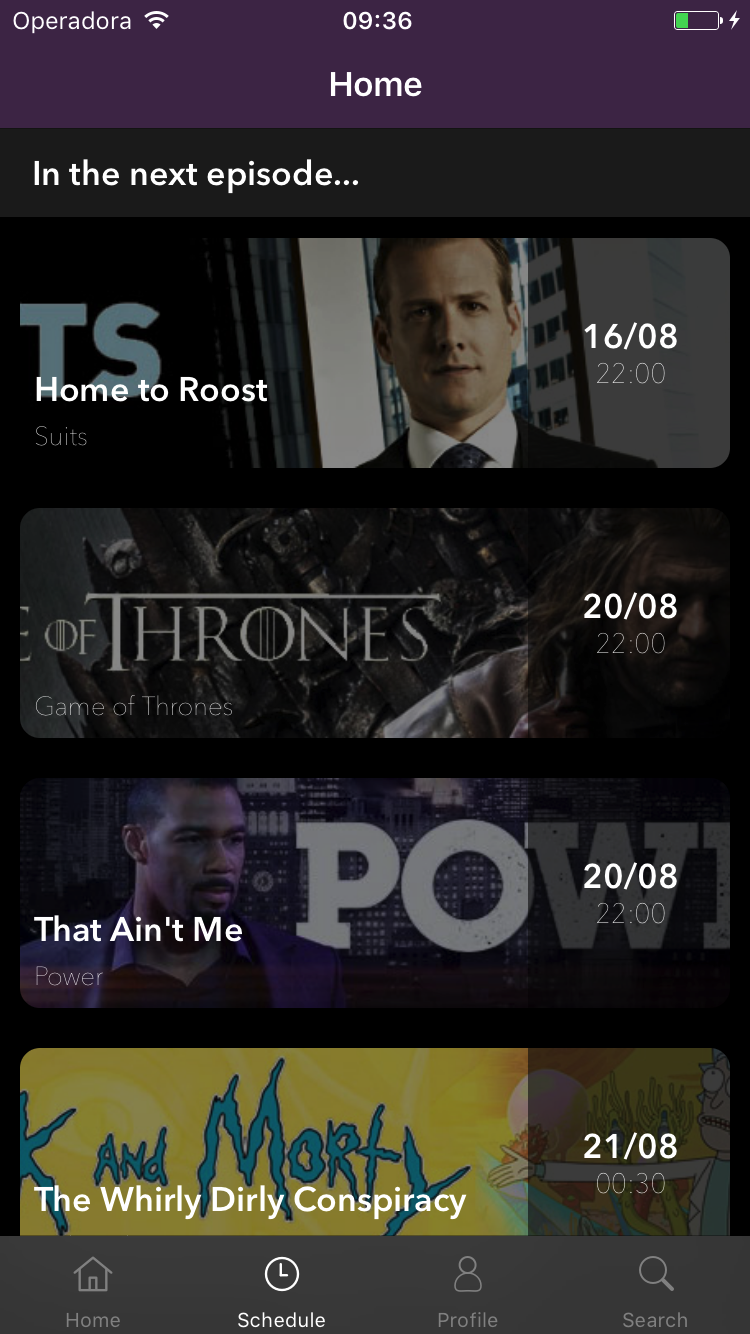 Operadora 09:36
Home
In the next episode...
TS
Home to Roost
Suits
16/08
22:00
E OF THRONES
Game of Thrones
20/08
22:00
POWE
That Ain't Me
Power
20/08
22:00
K AND MORTY
The Whirly Dirly Conspiracy
21/08
00:30
Home Schedule Profile Search